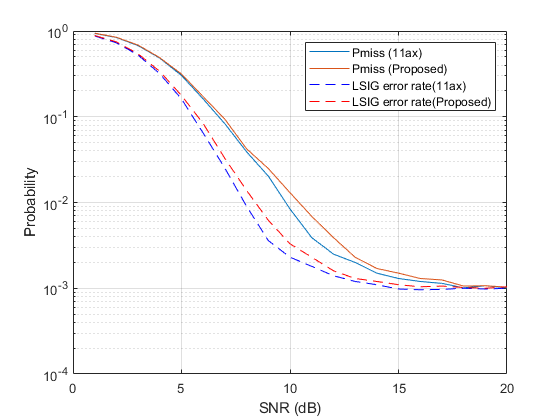 10^0
10^-1
10^-2
10^-3
10^-4
Probability
0
5
10
15
20
SNR (dB)
Pmiss (11ax)
Pmiss (Proposed)
LSIG error rate(11ax)
LSIG error rate(Proposed)